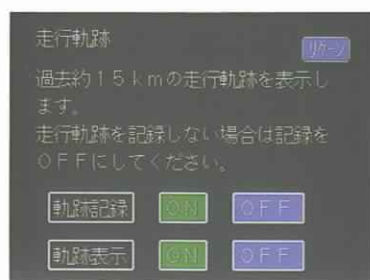 走行軌跡
リターン
過去約15kmの走行軌跡を表示し
ます。
走行軌跡を記録しない場合は記録を
OFFにしてください。
軌跡記録 ON OFF
軌跡表示 ON OFF